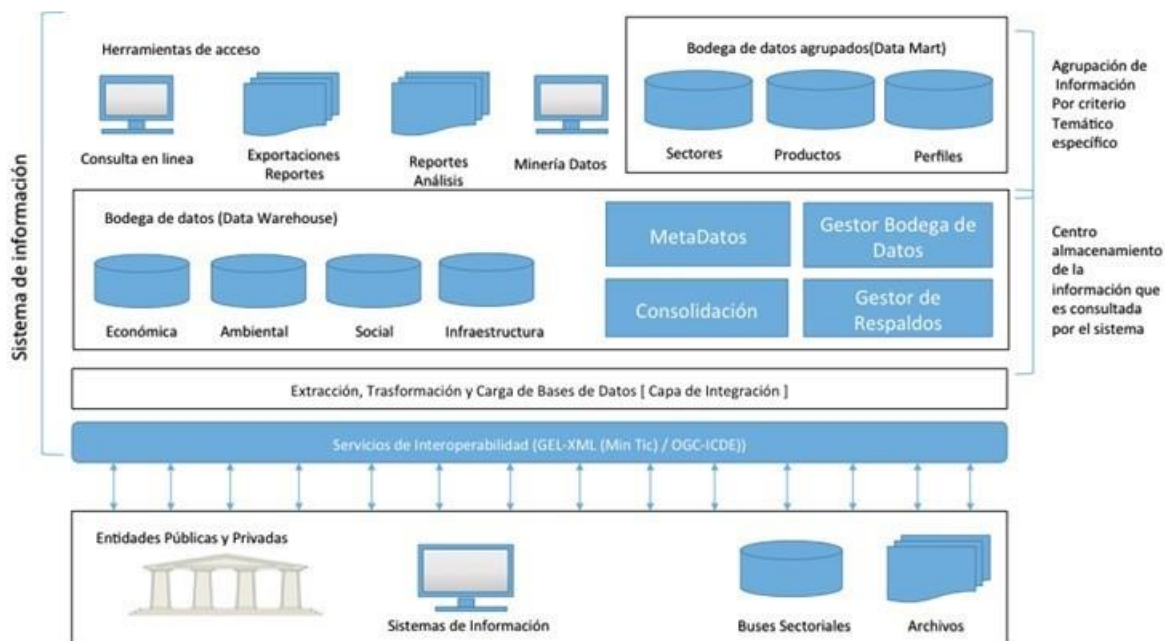 Sistema de información
Herramientas de acceso
Consulta en linea
Exportaciones
Reportes
Reportes
Análisis
Minería Datos
Bodega de datos agrupados(Data Mart)
Sectores
Productos
Perfiles
Agrupación de
Información
Por criterio
Temático
específico
Bodega de datos (Data Warehouse)
Económica
Ambiental
Social
Infraestructura
MetaDatos
Gestor Bodega de
Datos
Consolidación
Gestor de
Respaldos
Centro
almacenamiento
de la
información que
es consultada
por el sistema
Extracción, Trasformación y Carga de Bases de Datos [ Capa de Integración ]
Servicios de Interoperabilidad (GEL-XML (Min Tic) / OGC-ICDE))
Entidades Públicas y Privadas
Sistemas de Información
Buses Sectoriales
Archivos